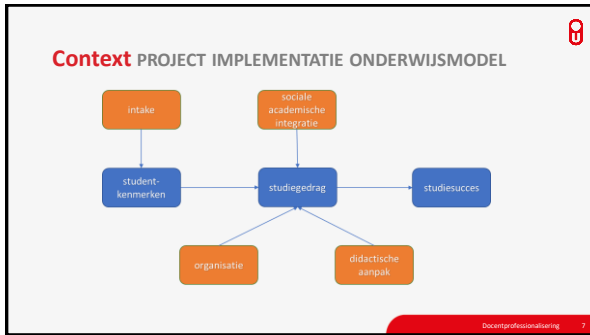 Context PROJECT IMPLEMENTATIE ONDERWIJSMODEL
intake
sociale
academische
integratie
student-
kenmerken
studiegedrag
studiesucces
organisatie
didactische
aanpak
Docentprofessionalisering 7